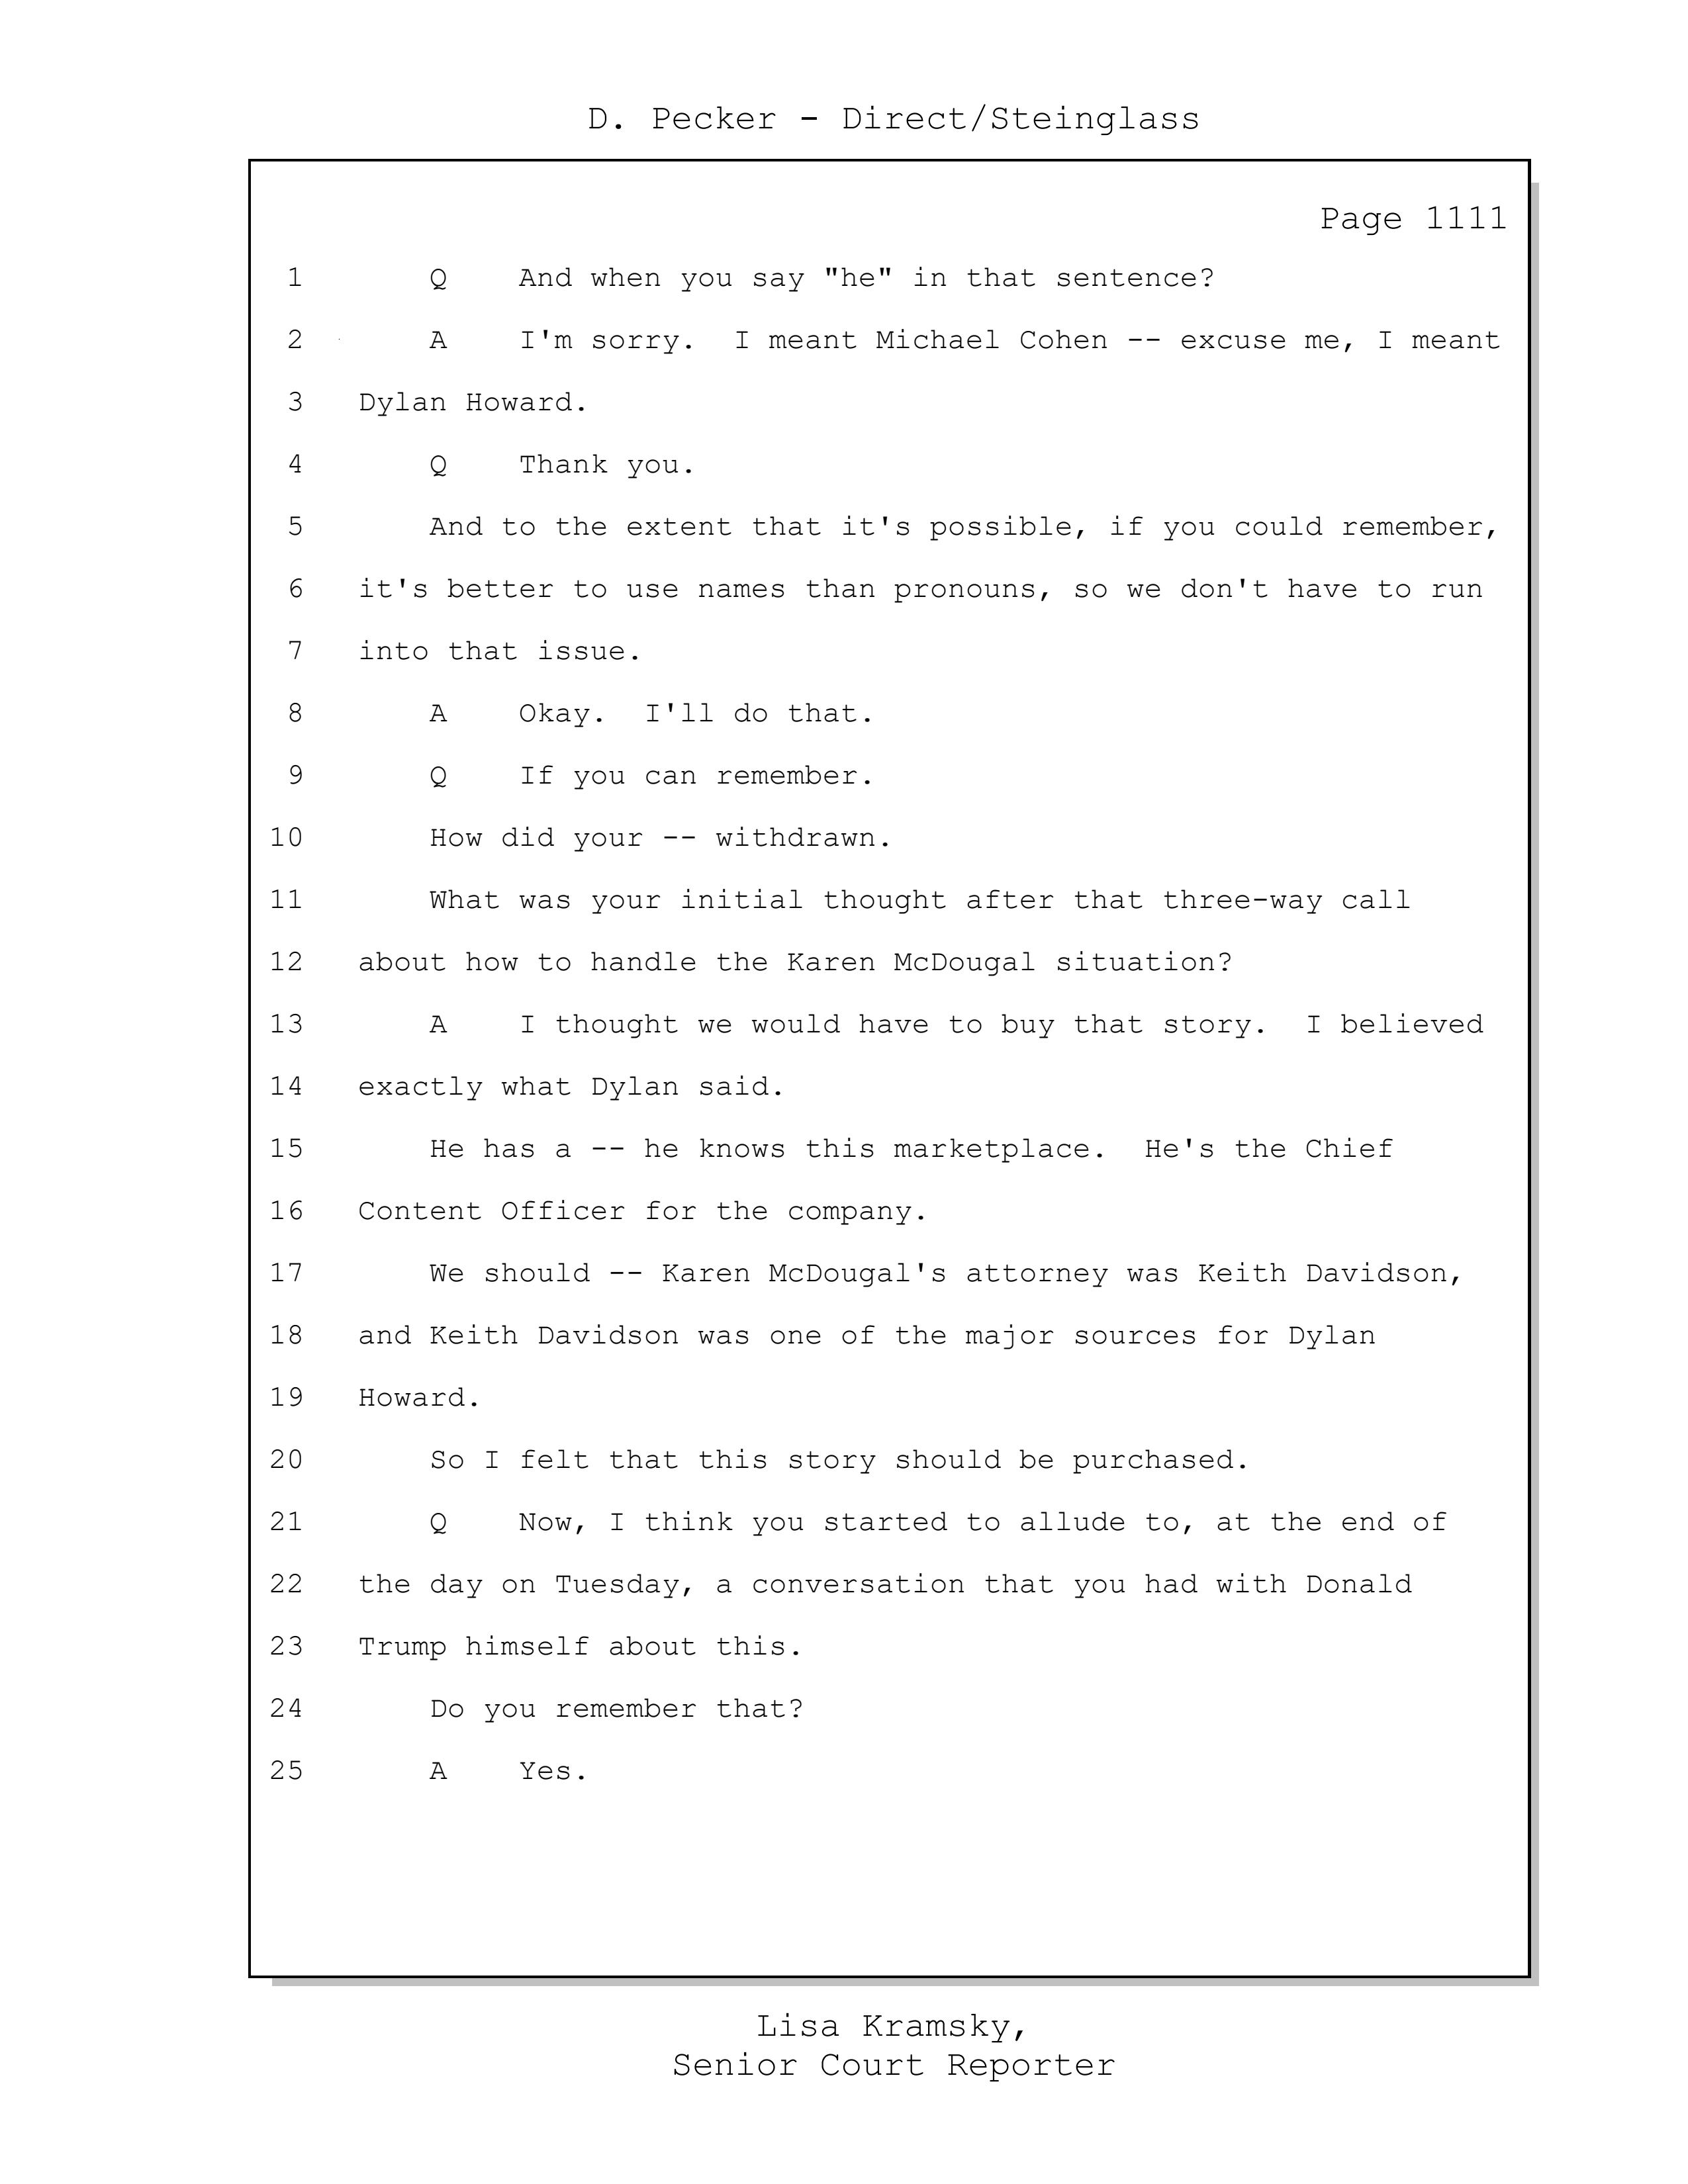 D. Pecker - Direct/Steinglass
Page 1111
1 Q And when you say "he" in that sentence?
2 A I'm sorry. I meant Michael Cohen -- excuse me, I meant
3 Dylan Howard.
4 Q Thank you.
5 And to the extent that it's possible, if you could remember,
6 it's better to use names than pronouns, so we don't have to run
7 into that issue.
8 A Okay. I'll do that.
9 Q If you can remember.
10 How did your -- withdrawn.
11 What was your initial thought after that three-way call
12 about how to handle the Karen McDougal situation?
13 A I thought we would have to buy that story. I believed
14 exactly what Dylan said.
15 He has a -- he knows this marketplace. He's the Chief
16 Content Officer for the company.
17 We should -- Karen McDougal's attorney was Keith Davidson,
18 and Keith Davidson was one of the major sources for Dylan
19 Howard.
20 So I felt that this story should be purchased.
21 Q Now, I think you started to allude to, at the end of
22 the day on Tuesday, a conversation that you had with Donald
23 Trump himself about this.
24 Do you remember that?
25 A Yes.
Lisa Kramsky,
Senior Court Reporter